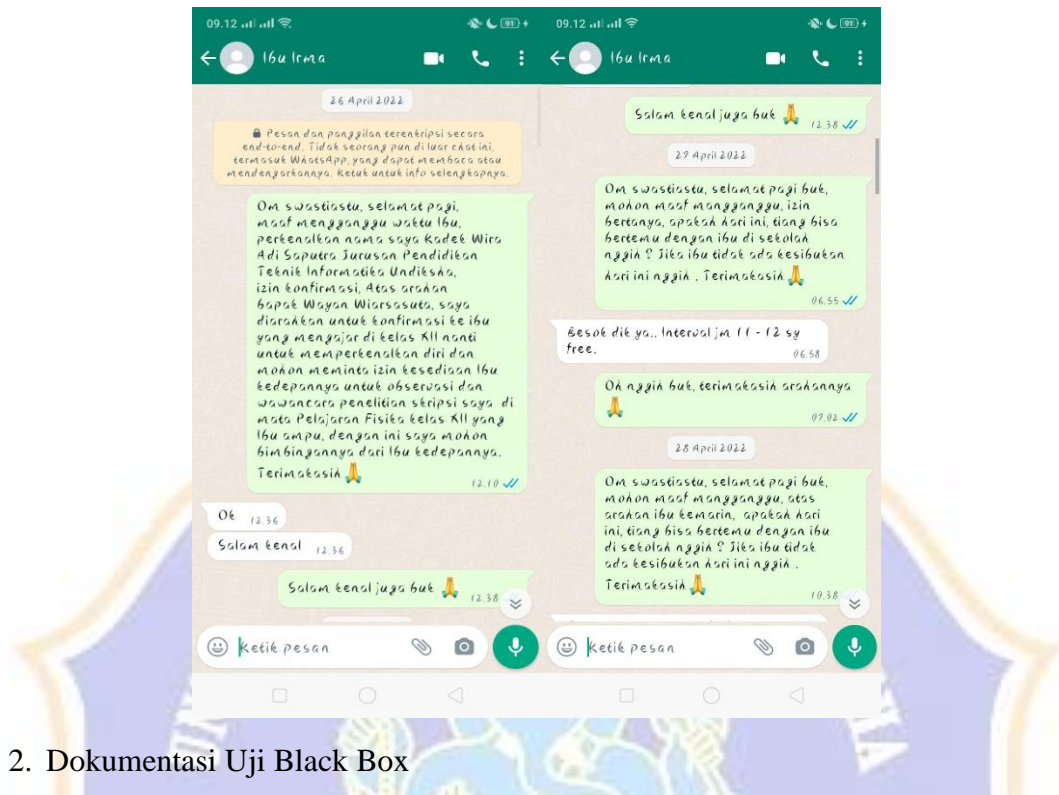 09.12
91
Ibu Irma
26 April 2022
Pesan dan panggilan terenkripsi secara
end-to-end. Tidak seorang pun di luar chat ini,
termasuk WhatsApp, yang dapat membaca atau
mendengarkannya. Ketuk untuk info selengkapnya.
Om swastiastu, selamat pagi,
maaf mengganggu waktu Ibu,
perkenalkan nama saya Kadek Wira
Adi Saputra Jurusan Pendidikan
Teknik Informatika Undiksha,
izin konfirmasi, Atas arahan
bapak Wayan Wiarsasuta, saya
diarahkan untuk konfirmasi ke ibu
yang mengajar di kelas XII nanti
untuk memperkenalkan diri dan
mohon meminta izin kesediaan Ibu
kedepannya untuk observasi dan
wawancara penelitian skripsi saya di
mata Pelajaran Fisika kelas XII yang
Ibu ampu, dengan ini saya mohon
bimbingannya dari Ibu kedepannya.
Terimakasih 🙏
12.10
Ok 12.36
Salam kenal 12.36
Salam kenal juga buk 🙏 12.38
Ketik pesan
09.12
91
Ibu Irma
Salam kenal juga buk 🙏 12.38
27 April 2022
Om swastiastu, selamat pagi buk,
mohon maaf mangganggu, izin
bertanya, apakah hari ini, tiang bisa
bertemu dengan ibu di sekolah
nggih ? Jika ibu tidak ada kesibukan
hari ini nggih . Terimakasih 🙏
06.55
Besok dik ya.. Interval jm 11 - 12 sy
free. 06.58
Oh nggih buk, terimakasih arahannya
🙏 07.02
28 April 2022
Om swastiastu, selamat pagi buk,
mohon maaf mangganggu, atas
arahan ibu kemarin, apakah hari
ini, tiang bisa bertemu dengan ibu
di sekolah nggih ? Jika ibu tidak
ada kesibukan hari ini nggih .
Terimakasih 🙏
10.38
Ketik pesan
2. Dokumentasi Uji Black Box